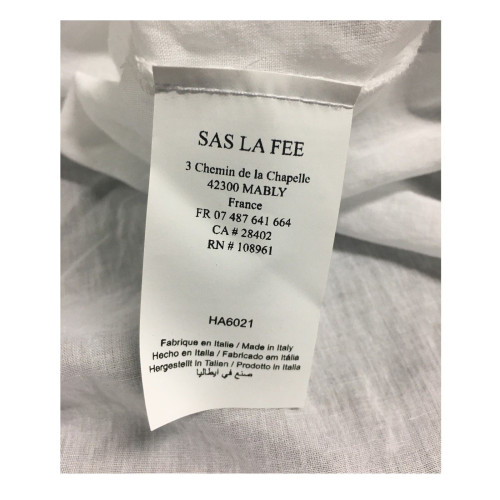 SAS LA FEE
3 Chemin de la Chapelle
42300 MABLY
France
FR 07 487 641 664
CA # 28402
RN # 108961
HA6021
Fabrique en Italie / Made in Italy
Hecho en Italia / Fabricado em Itália
Hergestellt in Talien / Prodotto in Italia
صنع في ايطاليا